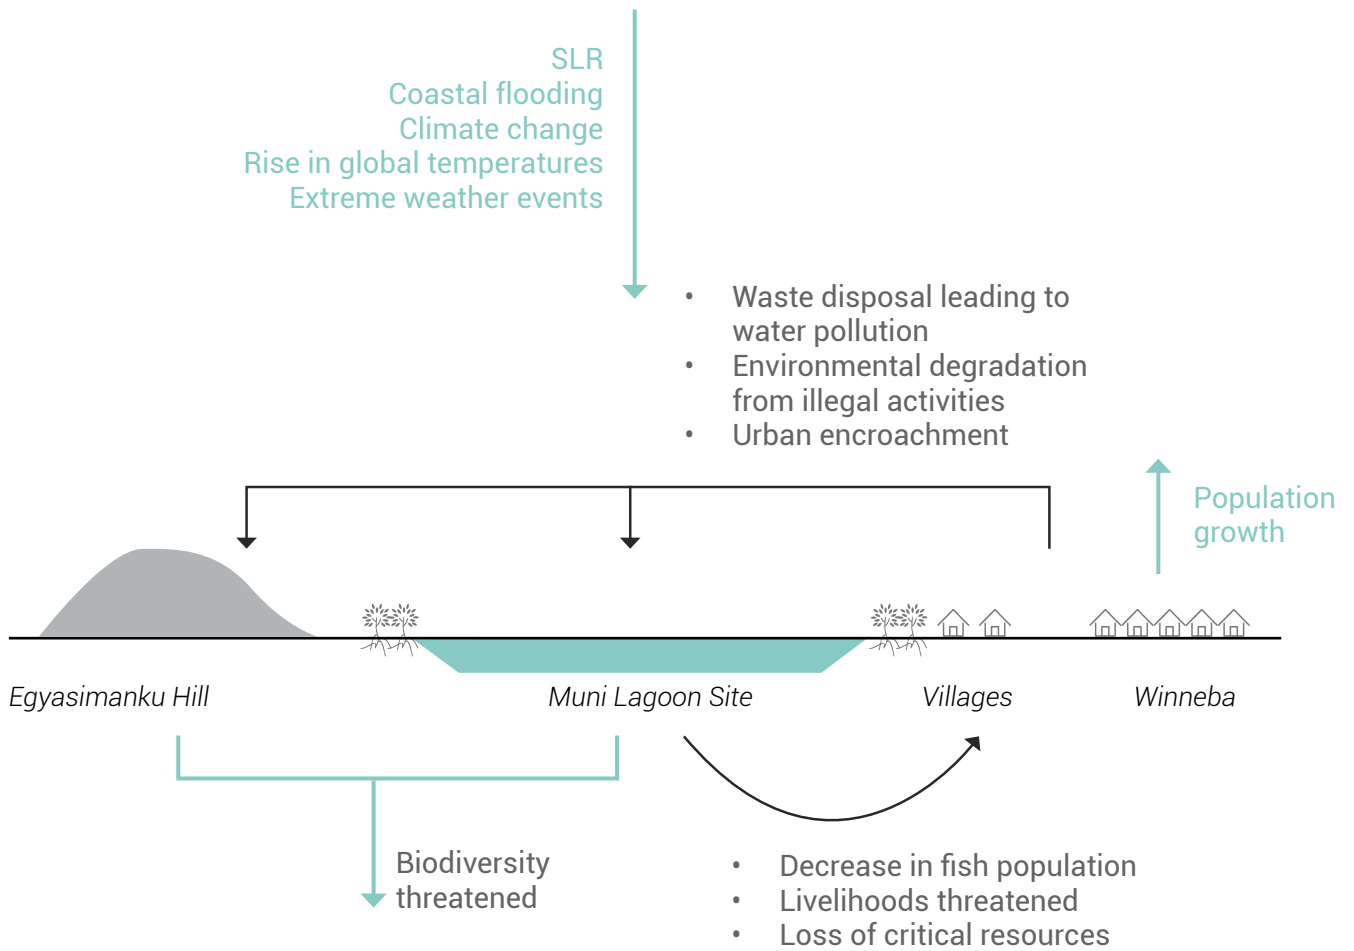 SLR
Coastal flooding
Climate change
Rise in global temperatures
Extreme weather events
• Waste disposal leading to
water pollution
• Environmental degradation
from illegal activities
• Urban encroachment
Population
growth
Egyasimanku Hill
Muni Lagoon Site
Villages
Winneba
Biodiversity
threatened
• Decrease in fish population
• Livelihoods threatened
• Loss of critical resources